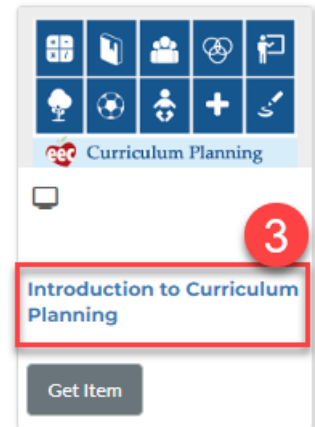 eec Curriculum Planning
3
Introduction to Curriculum
Planning
Get Item